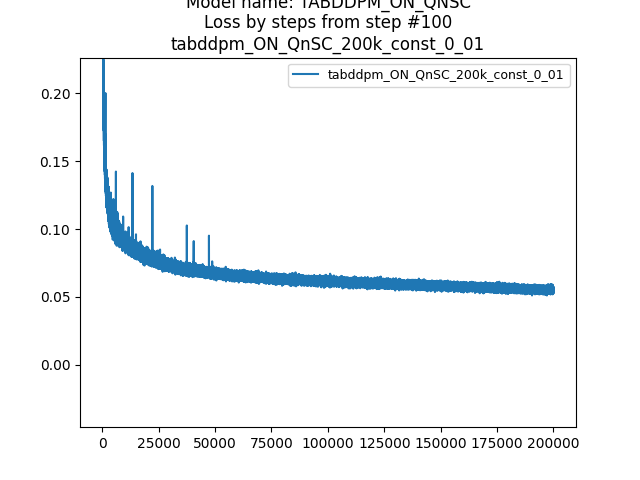 Model name: TABDDPM_ON_QNSC
Loss by steps from step #100
tabddpm_ON_QnSC_200k_const_0_01
tabddpm_ON_QnSC_200k_const_0_01
0.20
0.15
0.10
0.05
0.00
0 25000 50000 75000 100000 125000 150000 175000 200000